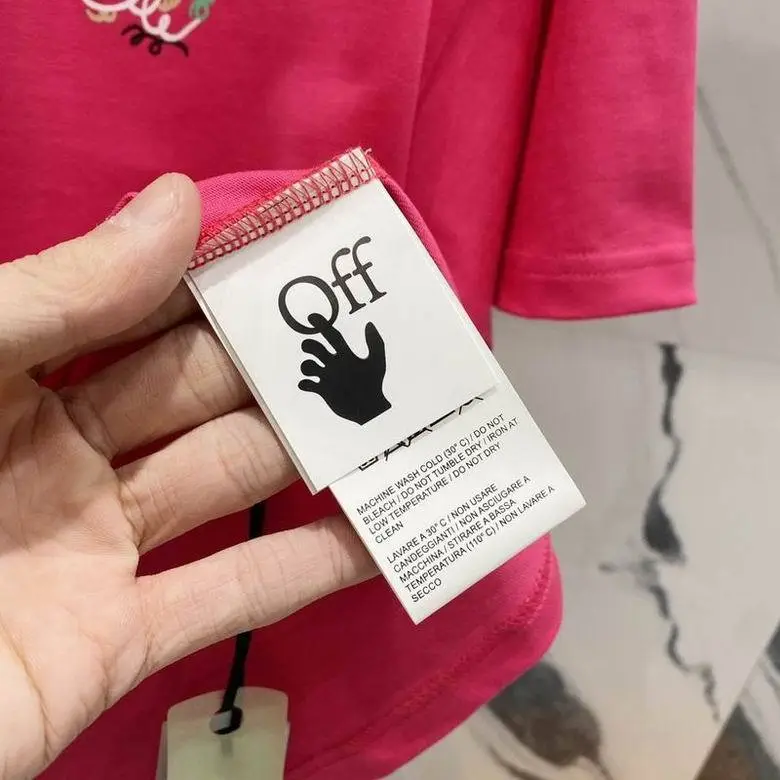 Off
MACHINE WASH COLD (30° C) / DO NOT
BLEACH / DO NOT TUMBLE DRY / IRON AT
LOW TEMPERATURE / DO NOT DRY
CLEAN
LAVARE A 30° C / NON USARE
CANDEGGIANTI / NON ASCIUGARE A
MACCHINA / STIRARE A BASSA
TEMPERATURA (110° C) / NON LAVARE A
SECCO